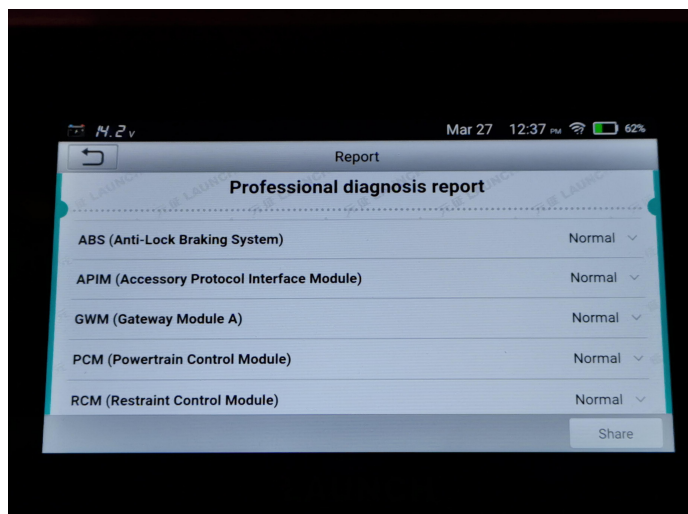 14.2 v Mar 27 12:37 PM 62%
Report
Professional diagnosis report
ABS (Anti-Lock Braking System) Normal
APIM (Accessory Protocol Interface Module) Normal
GWM (Gateway Module A) Normal
PCM (Powertrain Control Module) Normal
RCM (Restraint Control Module) Normal
Share